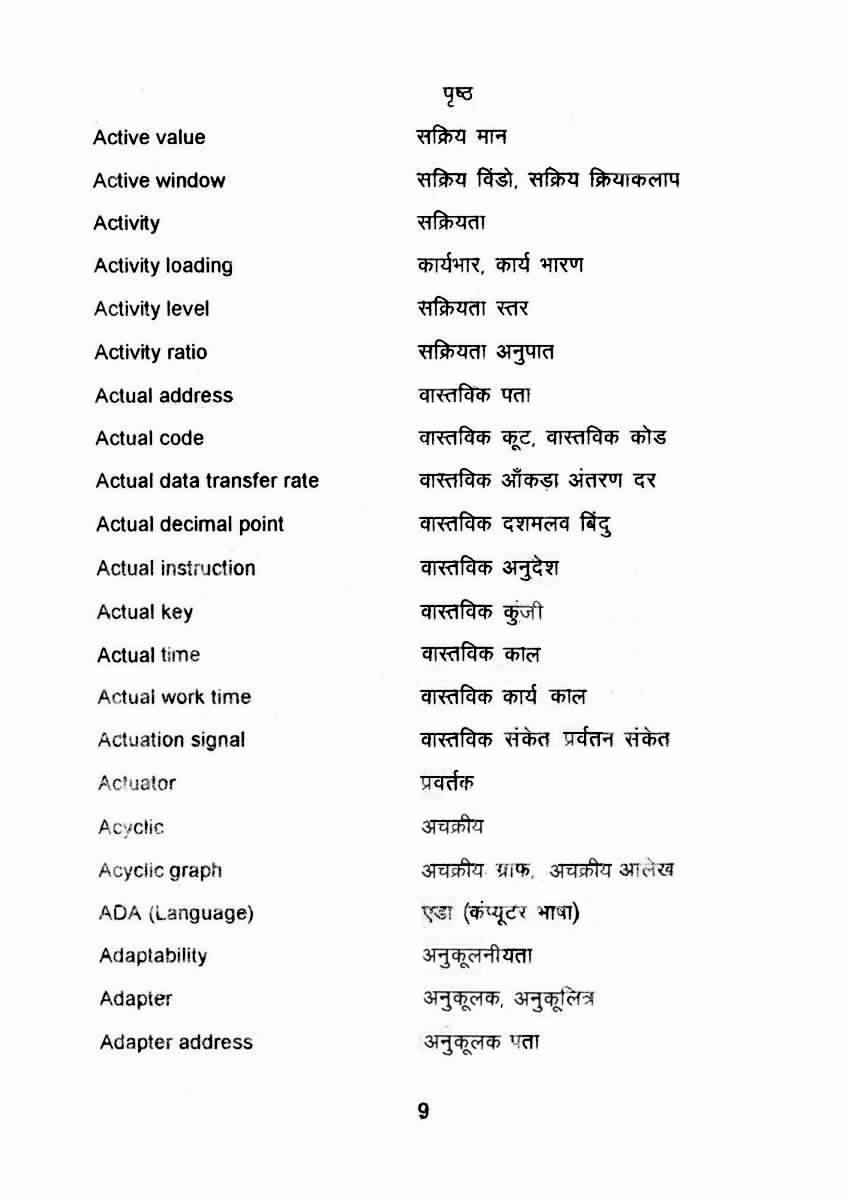 पृष्ठ
Active value सक्रिय मान
Active window सक्रिय विंडो, सक्रिय क्रियाकलाप
Activity सक्रियता
Activity loading कार्यभार, कार्य भारण
Activity level सक्रियता स्तर
Activity ratio सक्रियता अनुपात
Actual address वास्तविक पता
Actual code वास्तविक कूट, वास्तविक कोड
Actual data transfer rate वास्तविक आँकड़ा अंतरण दर
Actual decimal point वास्तविक दशमलव बिंदु
Actual instruction वास्तविक अनुदेश
Actual key वास्तविक कुंजी
Actual time वास्तविक काल
Actual work time वास्तविक कार्य काल
Actuation signal वास्तविक संकेत प्रर्वतन संकेत
Actuator प्रवर्तक
Acyclic अचक्रीय
Acyclic graph अचक्रीय ग्राफ, अचक्रीय आलेख
ADA (Language) एडा (कंप्यूटर भाषा)
Adaptability अनुकूलनीयता
Adapter अनुकूलक, अनुकूलित्र
Adapter address अनुकूलक पता
9